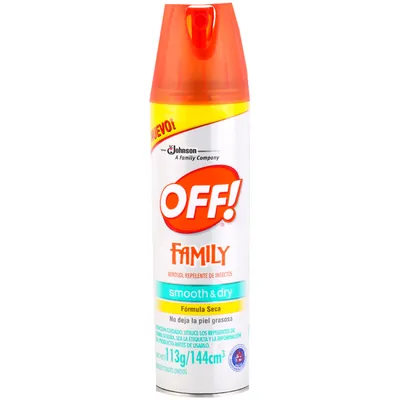 ¡NUEVO!
SC Johnson
A Family Company
OFF!
FAMILY
AEROSOL REPELENTE DE INSECTOS
smooth & dry
Fórmula Seca
No deja la piel grasosa
113g/144cm³